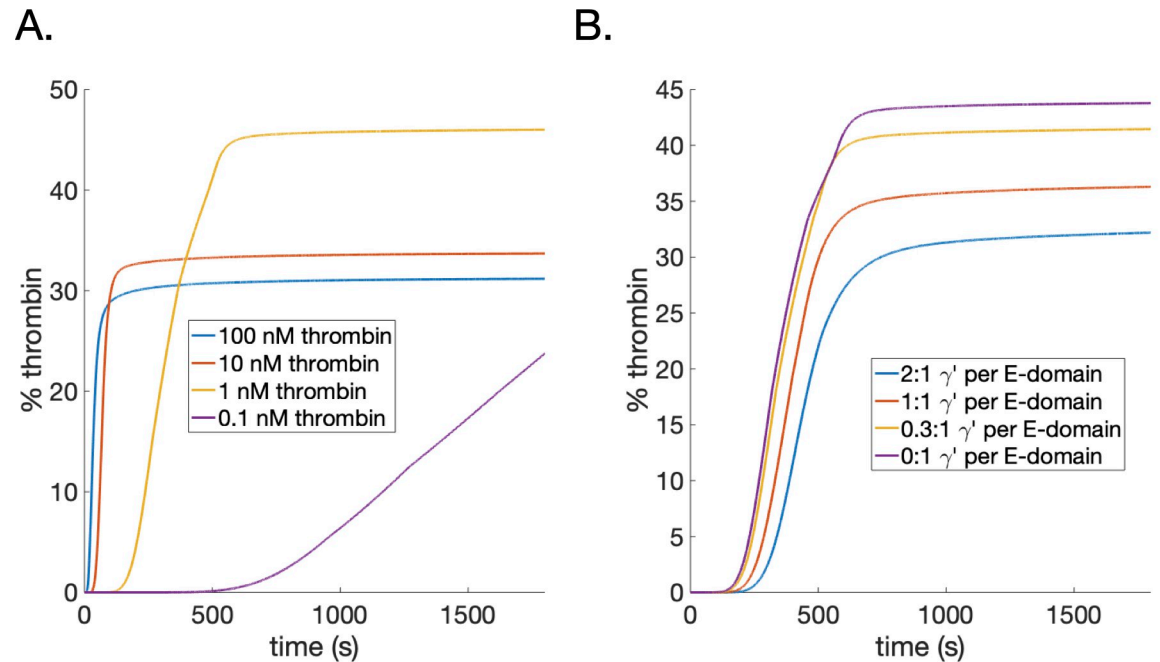 A.
B.
50
40
30
20
10
0
% thrombin
100 nM thrombin
10 nM thrombin
1 nM thrombin
0.1 nM thrombin
0
500
1000
1500
time (s)
45
40
35
30
25
20
15
10
5
0
% thrombin
2:1 γ' per E-domain
1:1 γ' per E-domain
0.3:1 γ' per E-domain
0:1 γ' per E-domain
0
500
1000
1500
time (s)